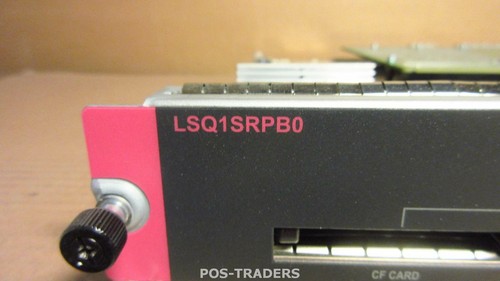 LSQ1SRPB0
CF CARD
POS-TRADERS